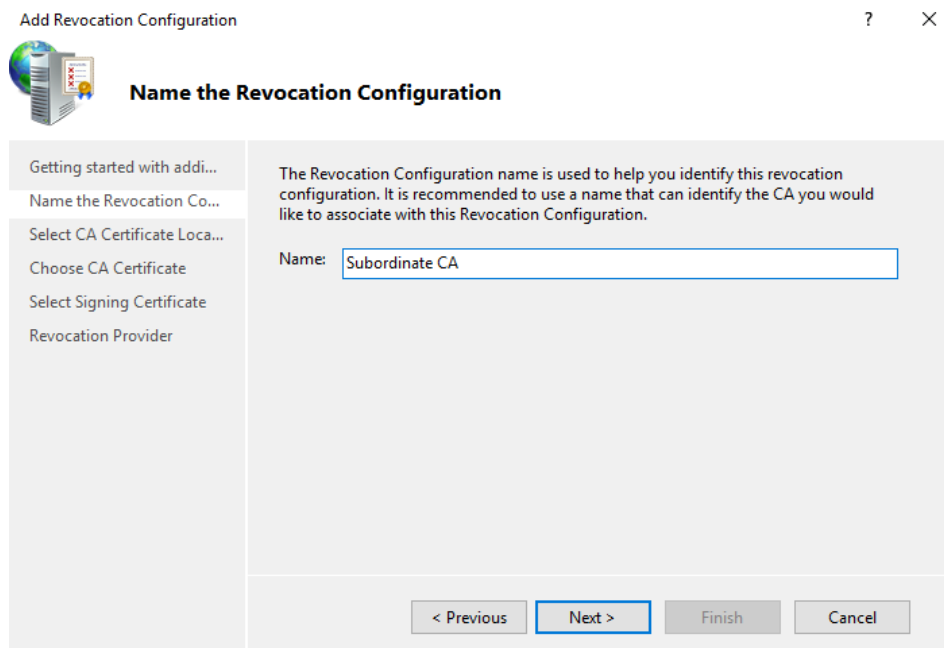 Add Revocation Configuration
?
Name the Revocation Configuration
Getting started with addi...
Name the Revocation Co...
Select CA Certificate Loca...
Choose CA Certificate
Select Signing Certificate
Revocation Provider
The Revocation Configuration name is used to help you identify this revocation
configuration. It is recommended to use a name that can identify the CA you would
like to associate with this Revocation Configuration.
Name: Subordinate CA
< Previous Next > Finish Cancel